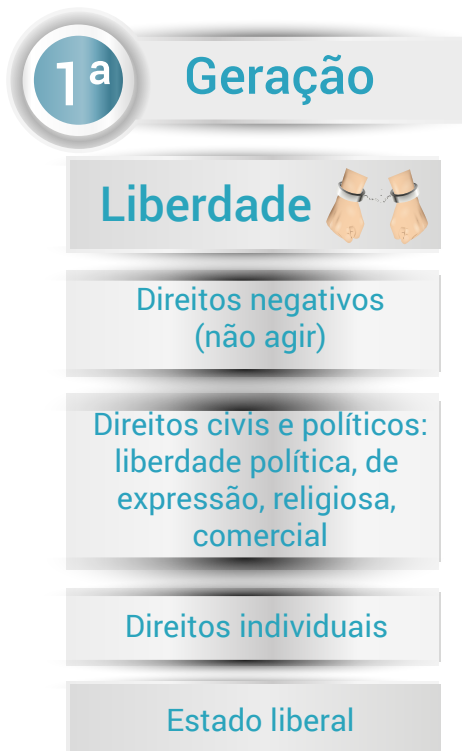 1ª Geração
Liberdade
Direitos negativos
(não agir)
Direitos civis e políticos:
liberdade política, de
expressão, religiosa,
comercial
Direitos individuais
Estado liberal